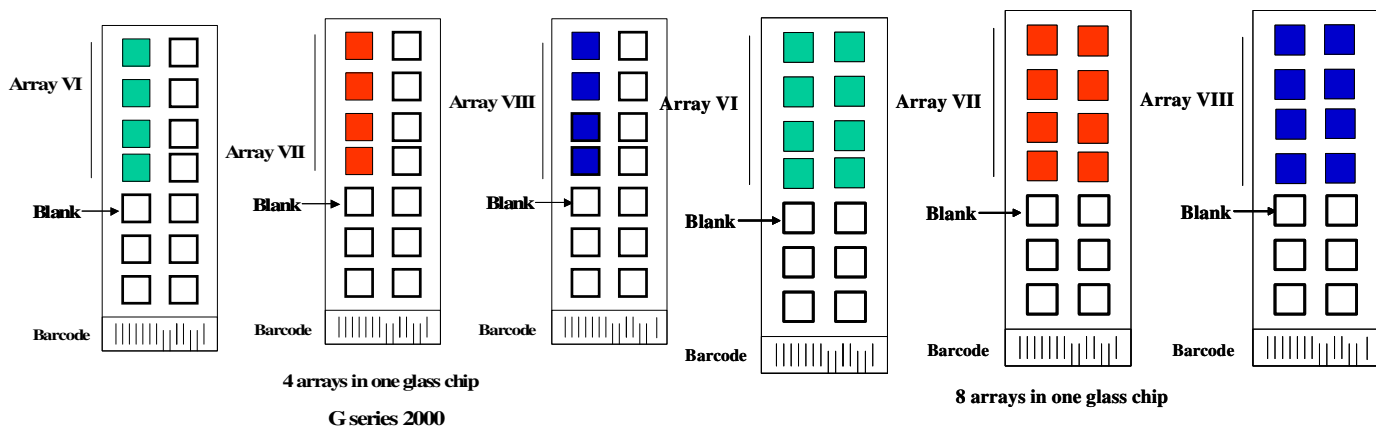 Array VI
Array VII
Blank
Barcode
Blank
Barcode
Array VIII
Blank
Barcode
4 arrays in one glass chip
G series 2000
Array VI
Blank
Barcode
Array VII
Blank
Barcode
Array VIII
Blank
Barcode
8 arrays in one glass chip